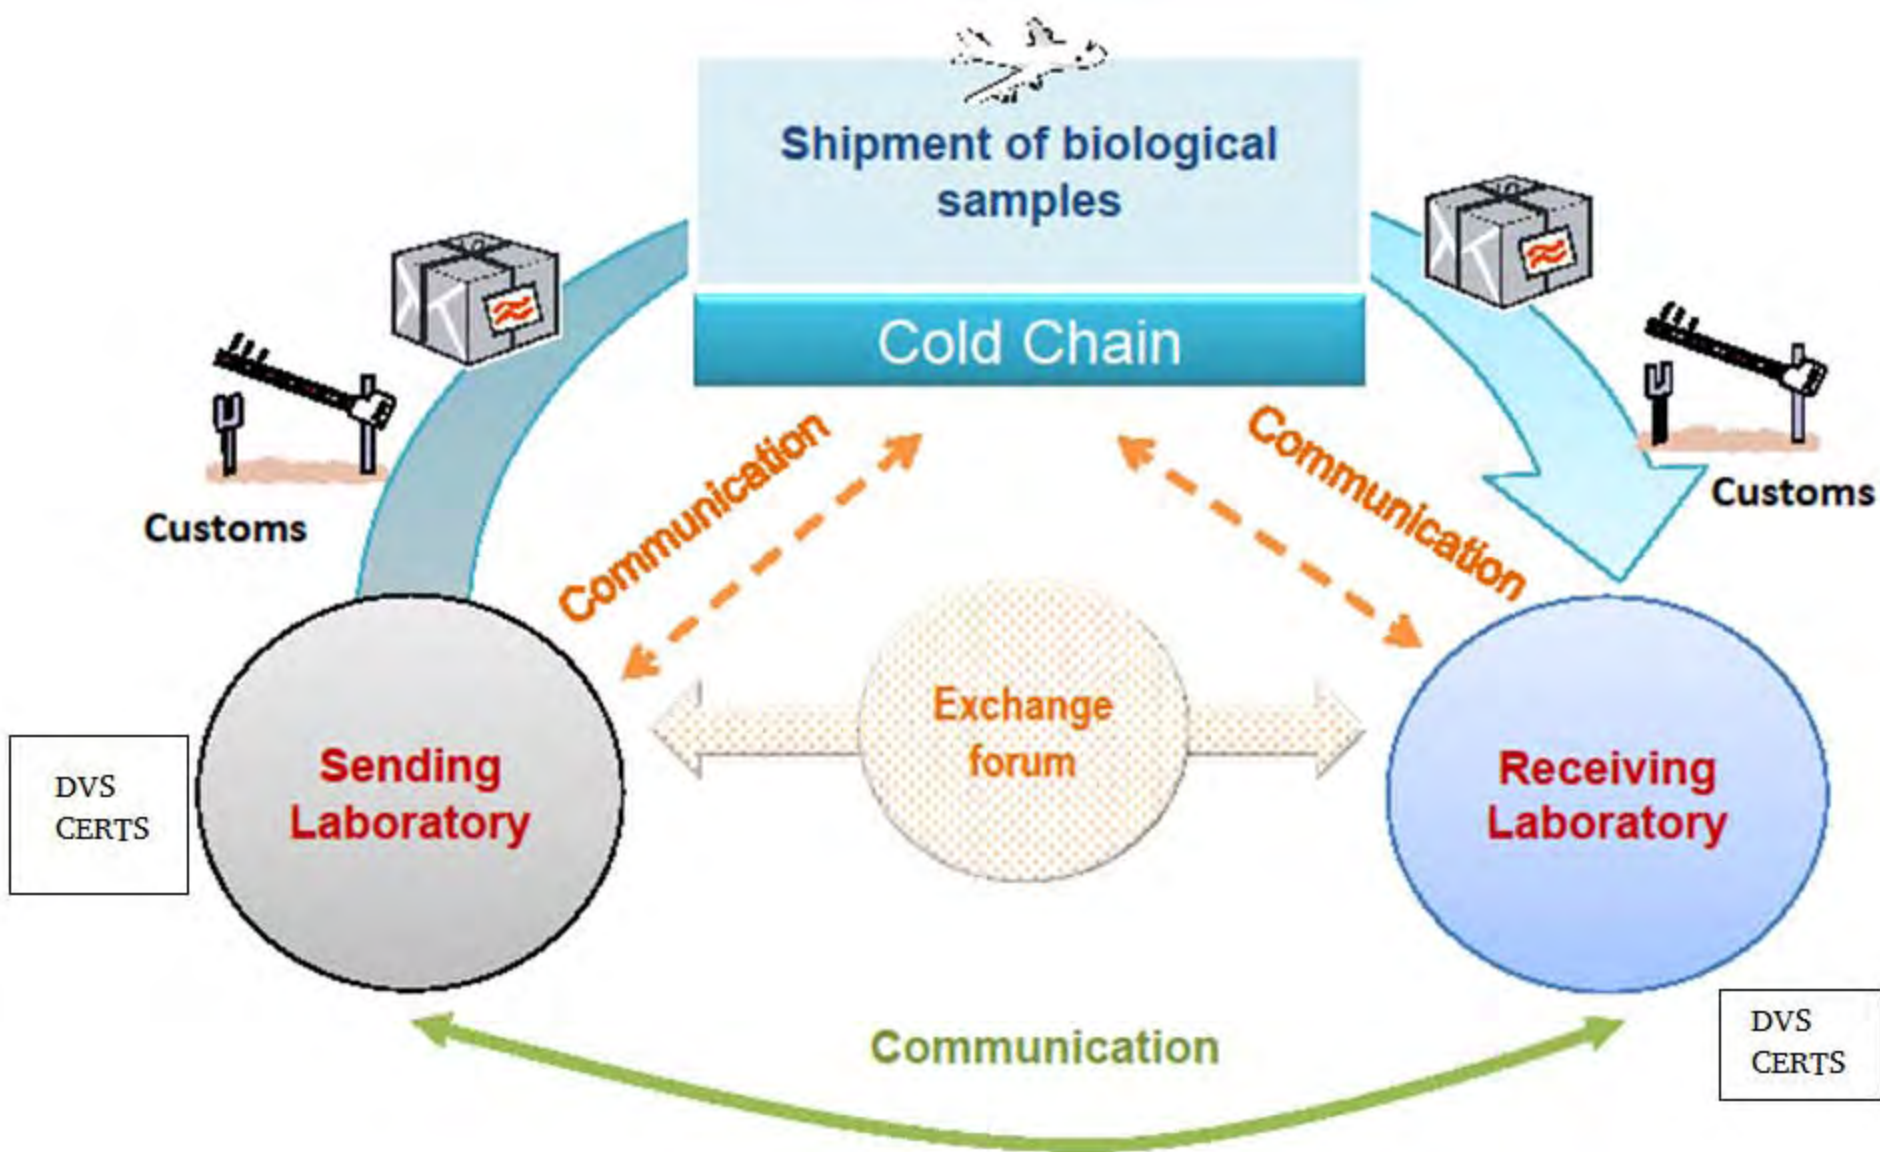 Shipment of biological
samples
Cold Chain
Customs
Customs
Communication
Communication
Exchange
forum
Sending
Laboratory
Receiving
Laboratory
DVS
CERTS
Communication
DVS
CERTS